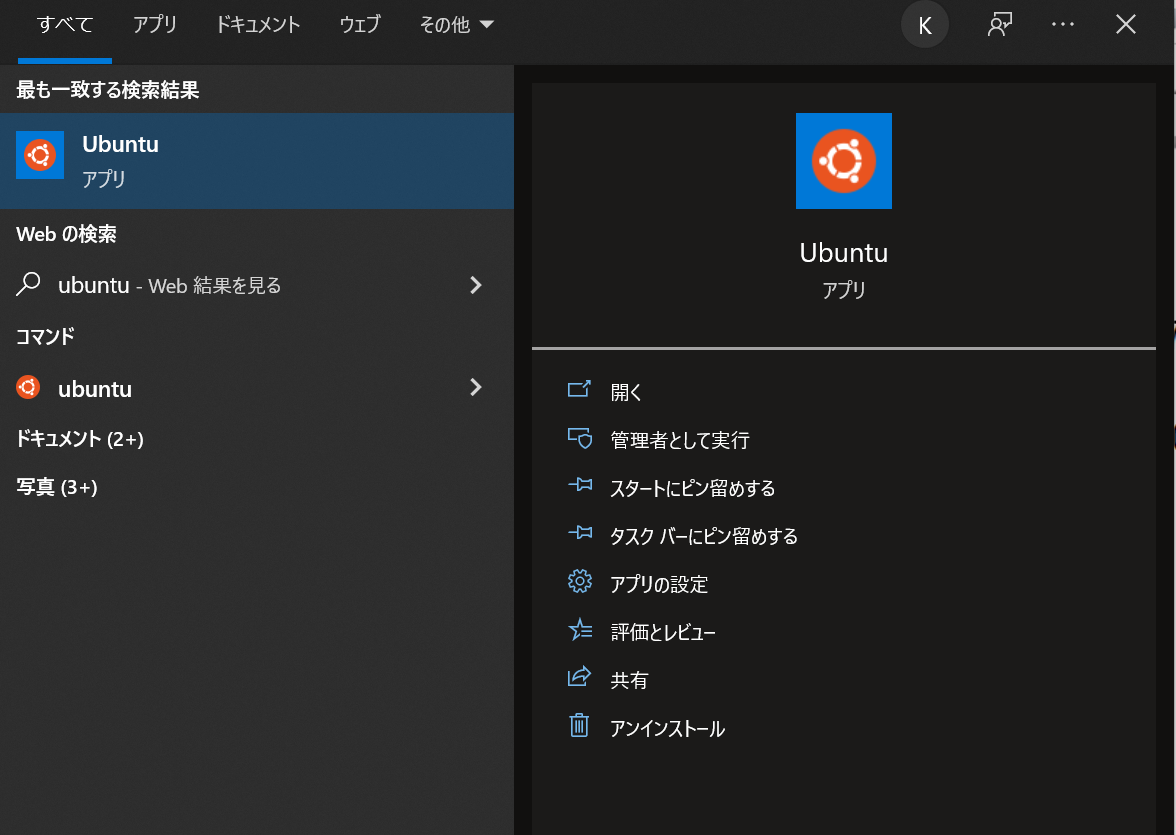 すべて アプリ ドキュメント ウェブ その他
K
最も一致する検索結果
Ubuntu
アプリ
Web の検索
ubuntu - Web 結果を見る
コマンド
ubuntu
ドキュメント (2+)
写真 (3+)
Ubuntu
アプリ
開く
管理者として実行
スタートにピン留めする
タスク バーにピン留めする
アプリの設定
評価とレビュー
共有
アンインストール